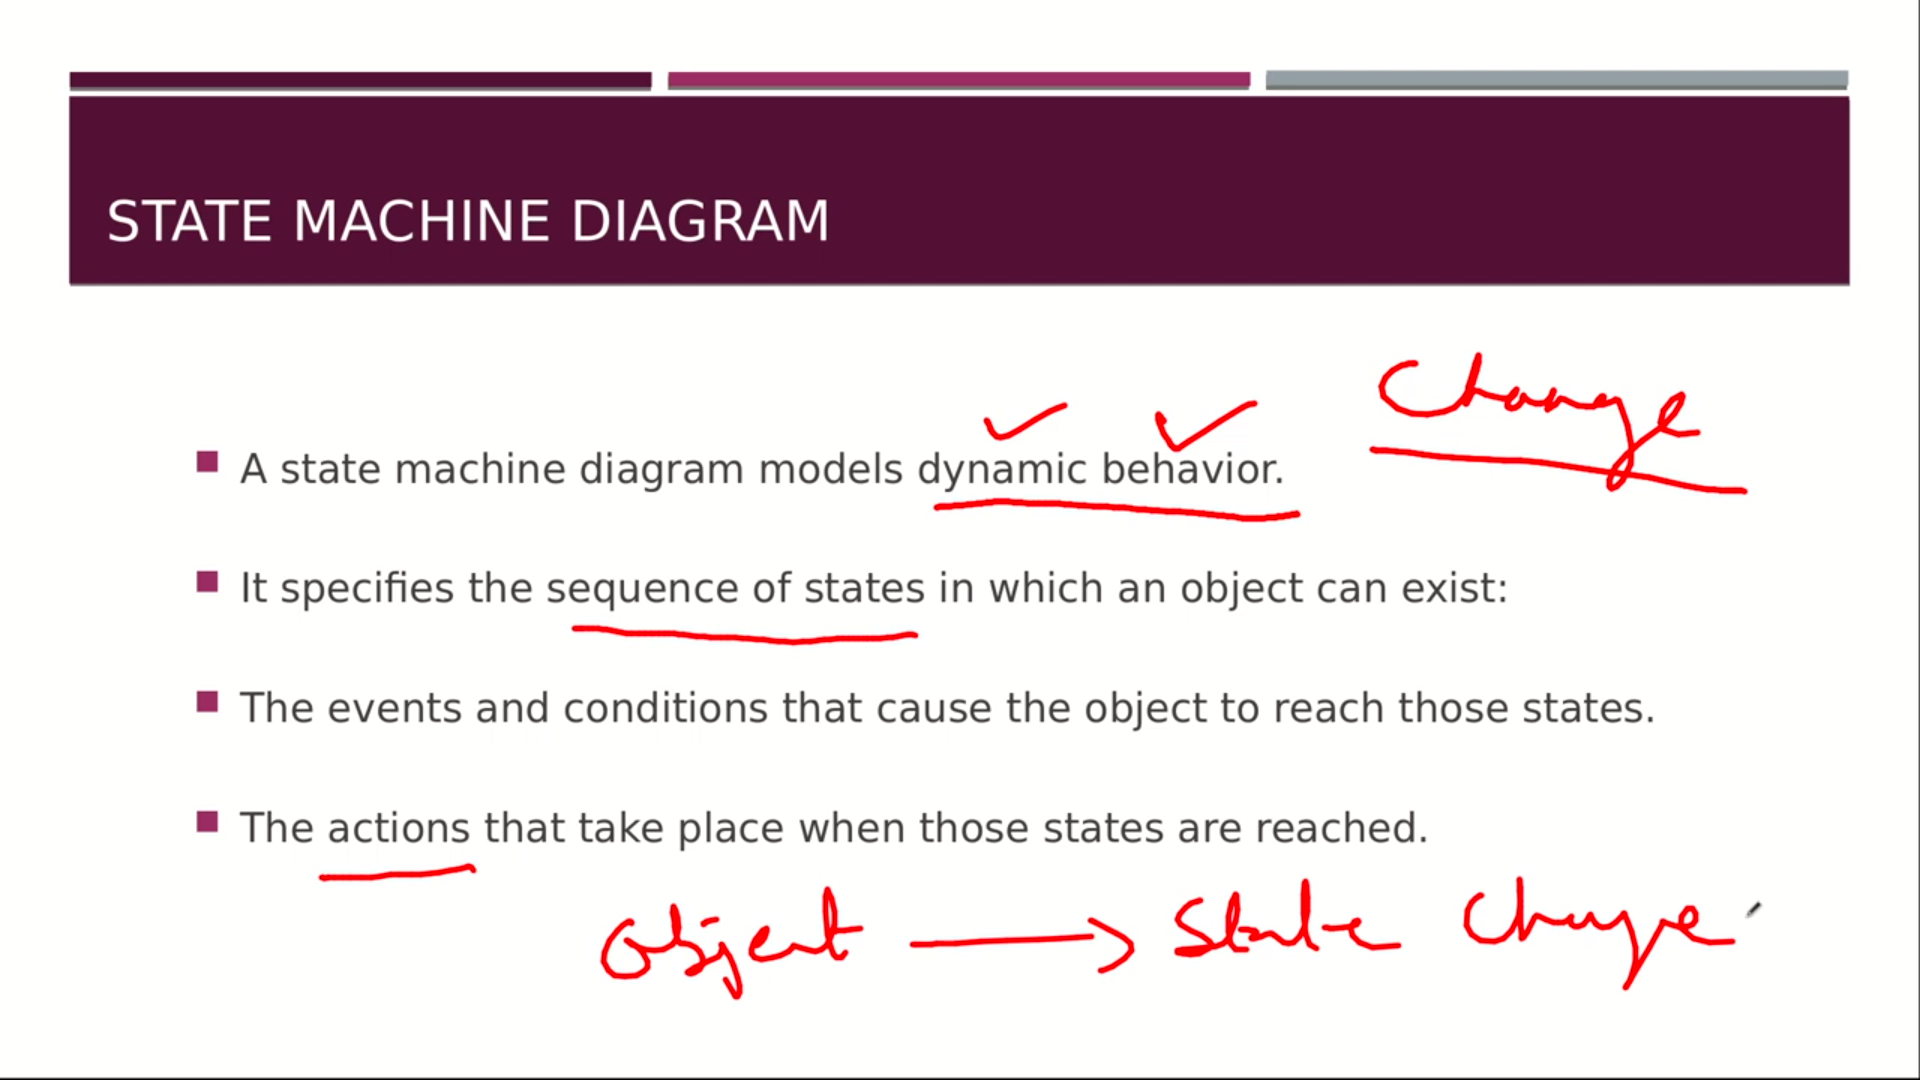 STATE MACHINE DIAGRAM
Change
A state machine diagram models dynamic behavior.
It specifies the sequence of states in which an object can exist:
The events and conditions that cause the object to reach those states.
The actions that take place when those states are reached.
Object → State Change